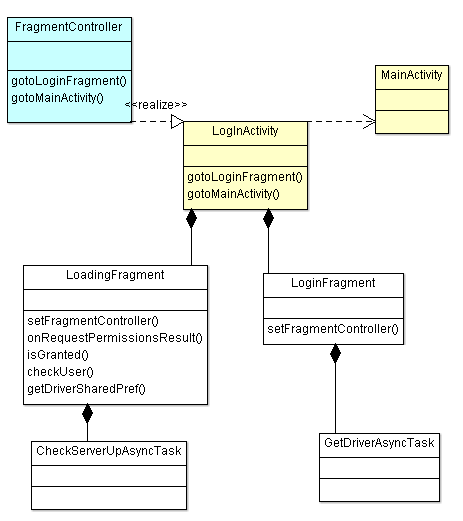 FragmentController
gotoLoginFragment()
gotoMainActivity()
<<realize>>
MainActivity
LogInActivity
gotoLoginFragment()
gotoMainActivity()
LoadingFragment
setFragmentController()
onRequestPermissionsResult()
isGranted()
checkUser()
getDriverSharedPref()
LoginFragment
setFragmentController()
CheckServerUpAsyncTask
GetDriverAsyncTask